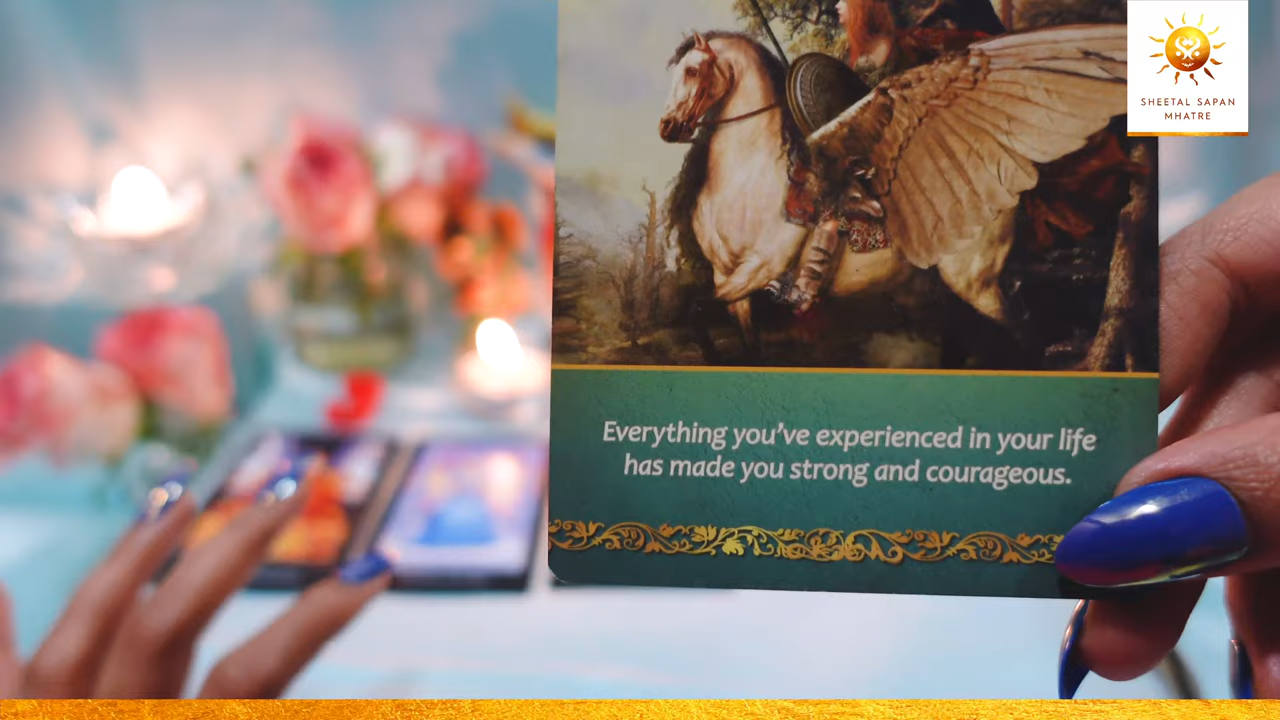 SHEETAL SAPAN
MHATRE
Everything you've experienced in your life
has made you strong and courageous.